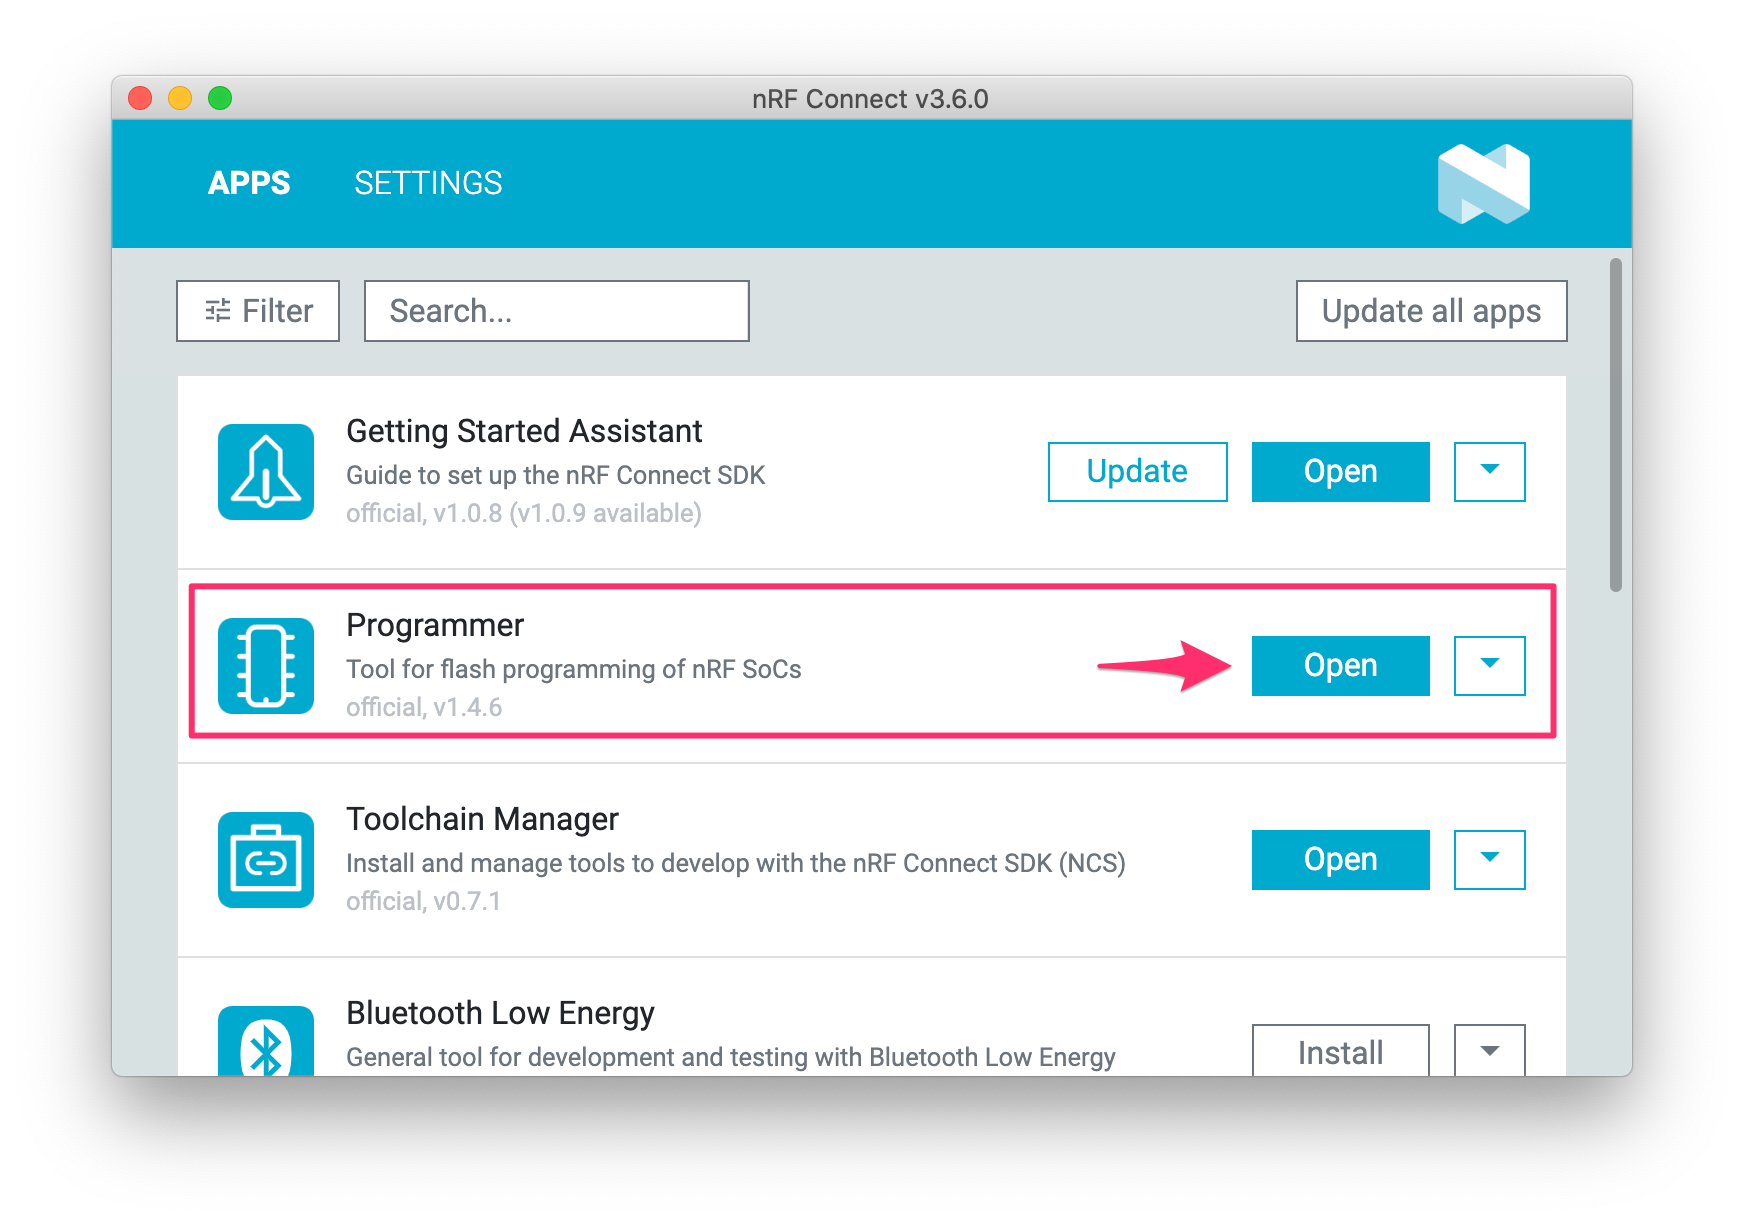 nRF Connect v3.6.0
APPS SETTINGS
Filter Search... Update all apps
Getting Started Assistant
Guide to set up the nRF Connect SDK
official, v1.0.8 (v1.0.9 available)
Update Open
Programmer
Tool for flash programming of nRF SoCs
official, v1.4.6
Open
Toolchain Manager
Install and manage tools to develop with the nRF Connect SDK (NCS)
official, v0.7.1
Open
Bluetooth Low Energy
General tool for development and testing with Bluetooth Low Energy
Install